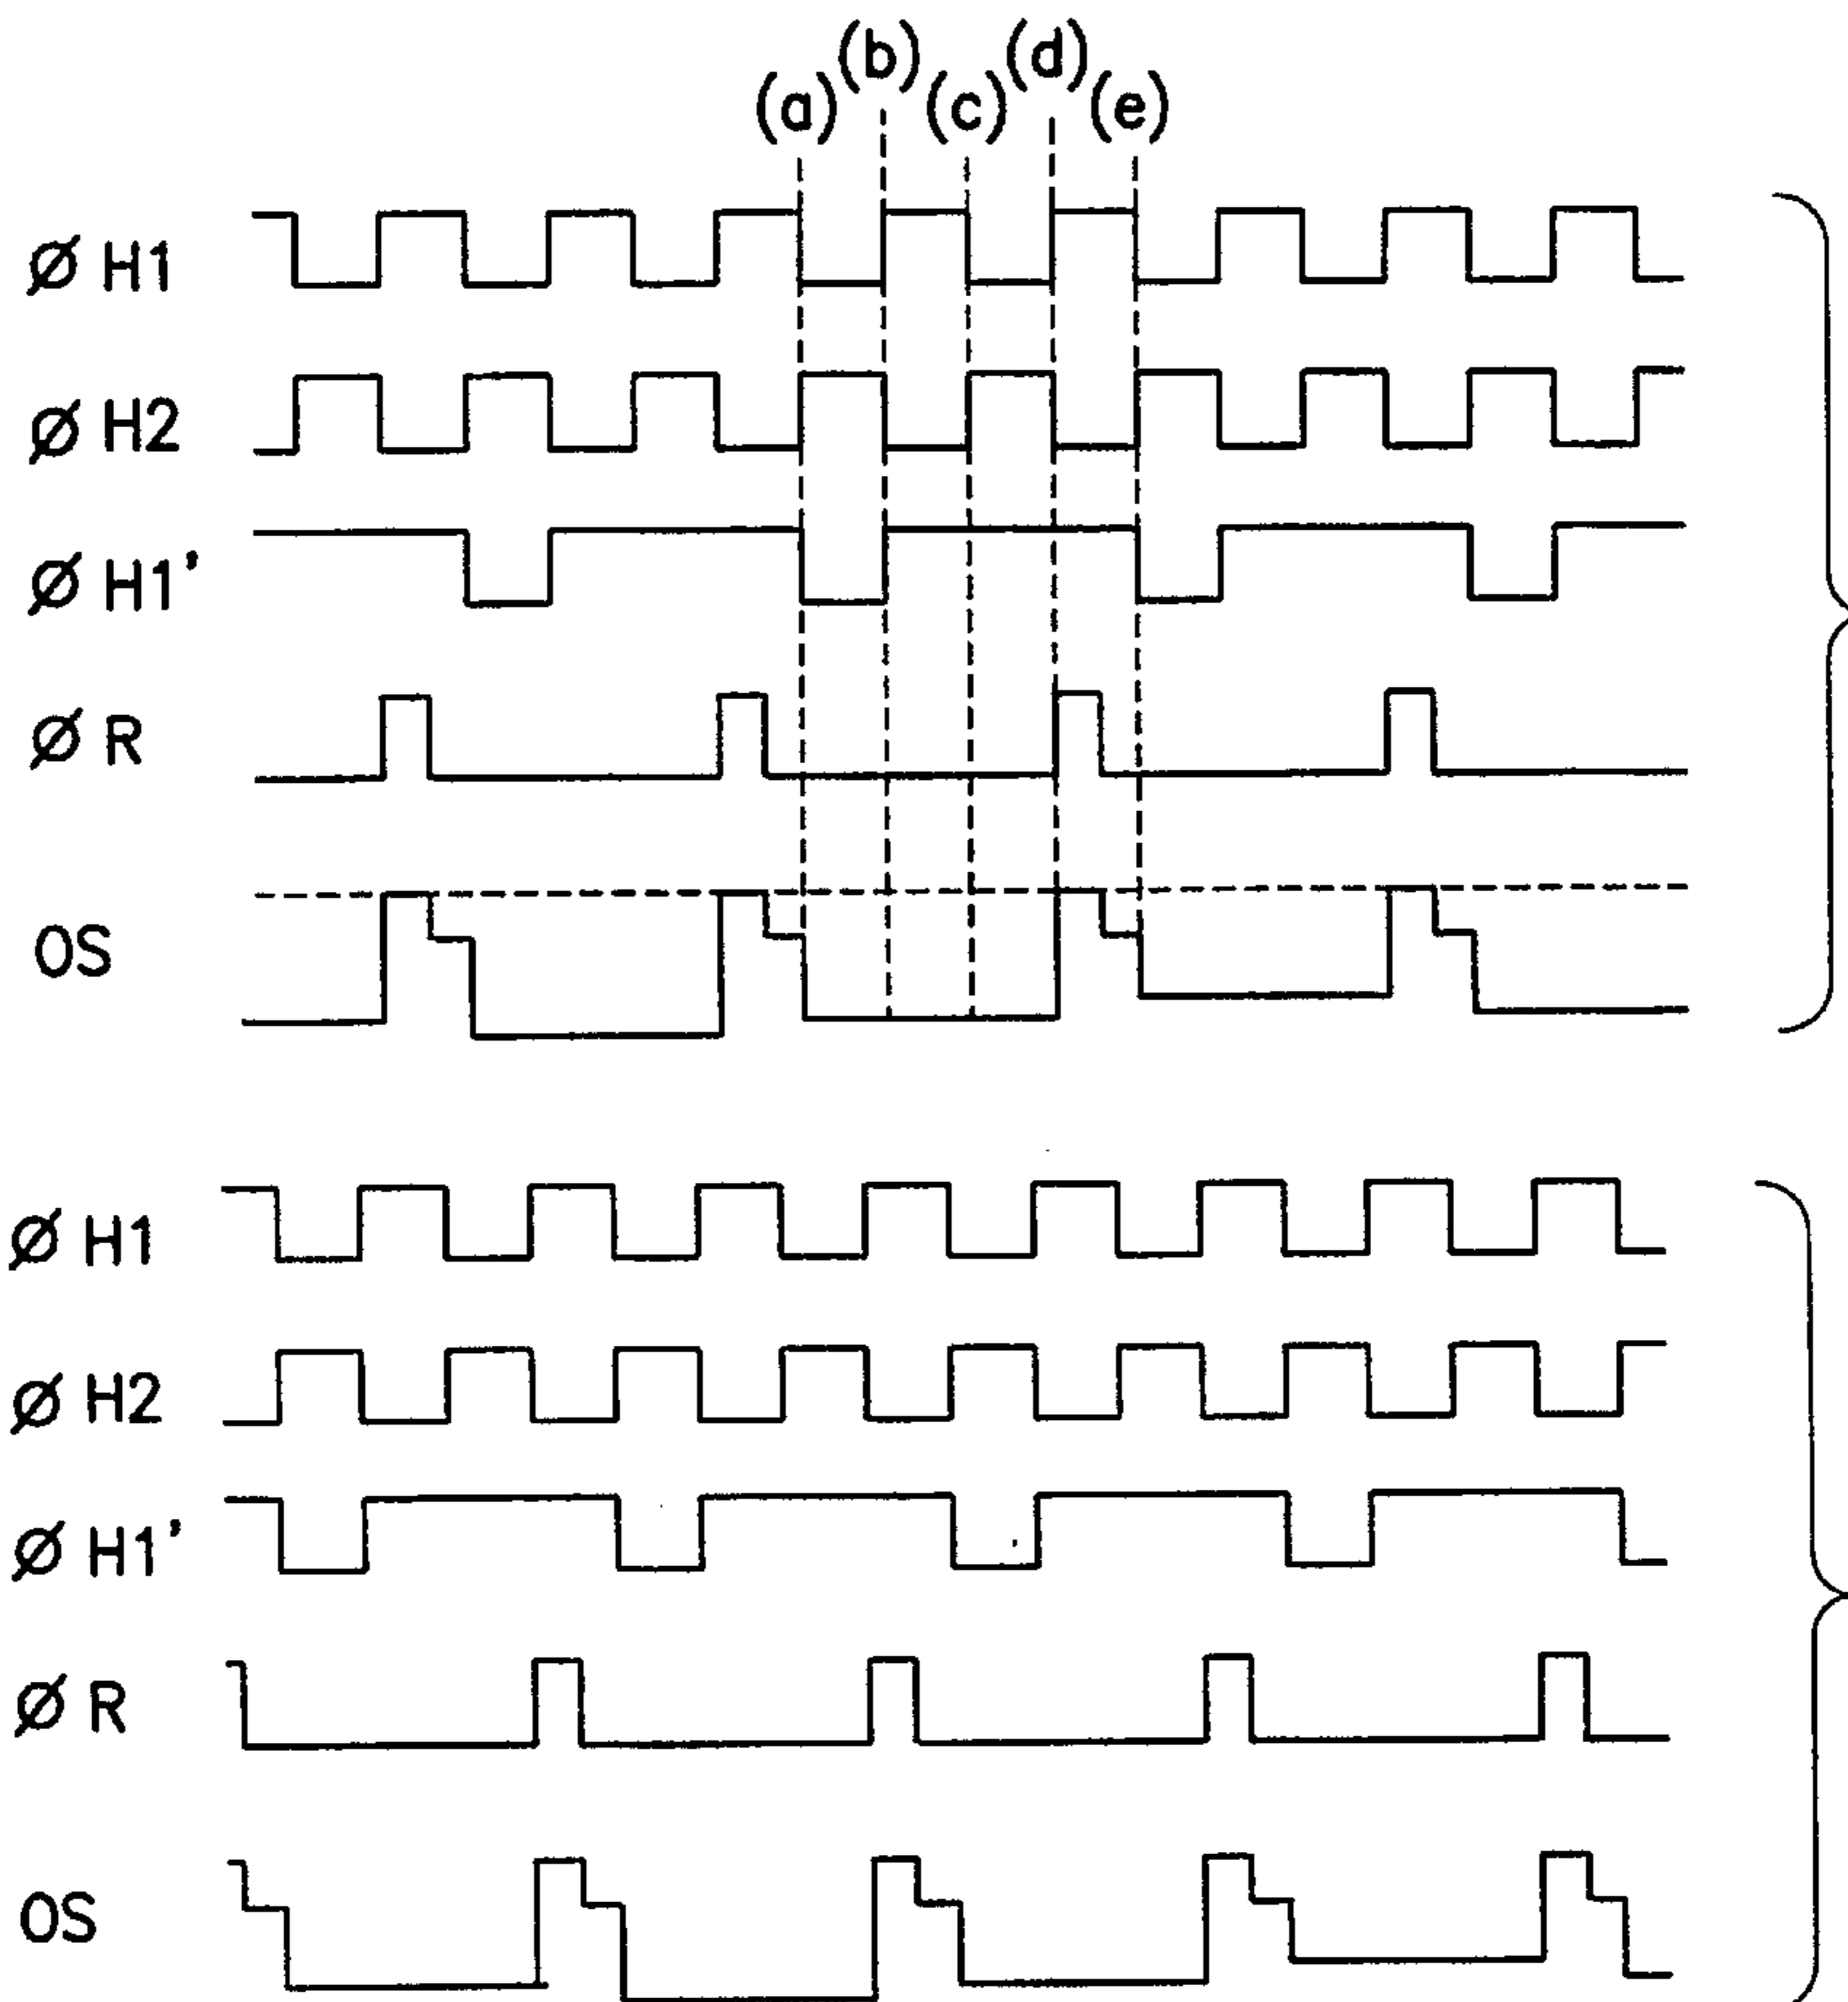 (a) (b) (c) (d) (e)
Ø H1
Ø H2
Ø H1'
Ø R
OS
Ø H1
Ø H2
Ø H1'
Ø R
OS